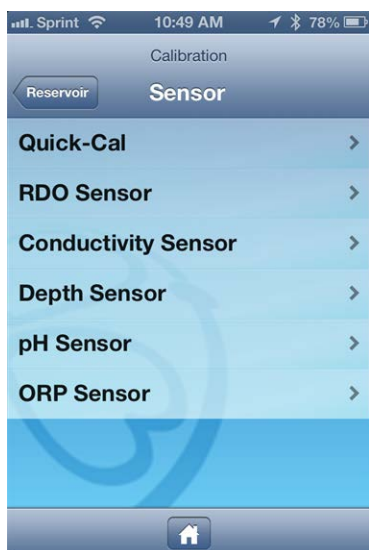 Sprint 10:49 AM 78%
Calibration
Reservoir Sensor
Quick-Cal
RDO Sensor
Conductivity Sensor
Depth Sensor
pH Sensor
ORP Sensor